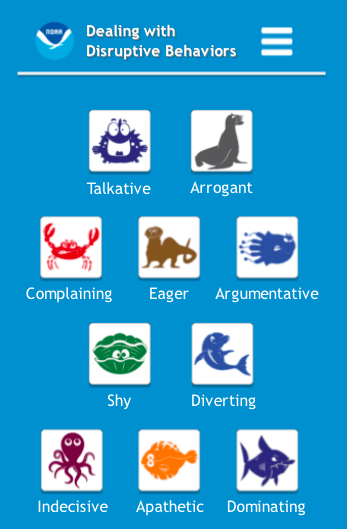 NOAA
Dealing with
Disruptive Behaviors
Talkative
Arrogant
Complaining
Eager
Argumentative
Shy
Diverting
Indecisive
Apathetic
Dominating